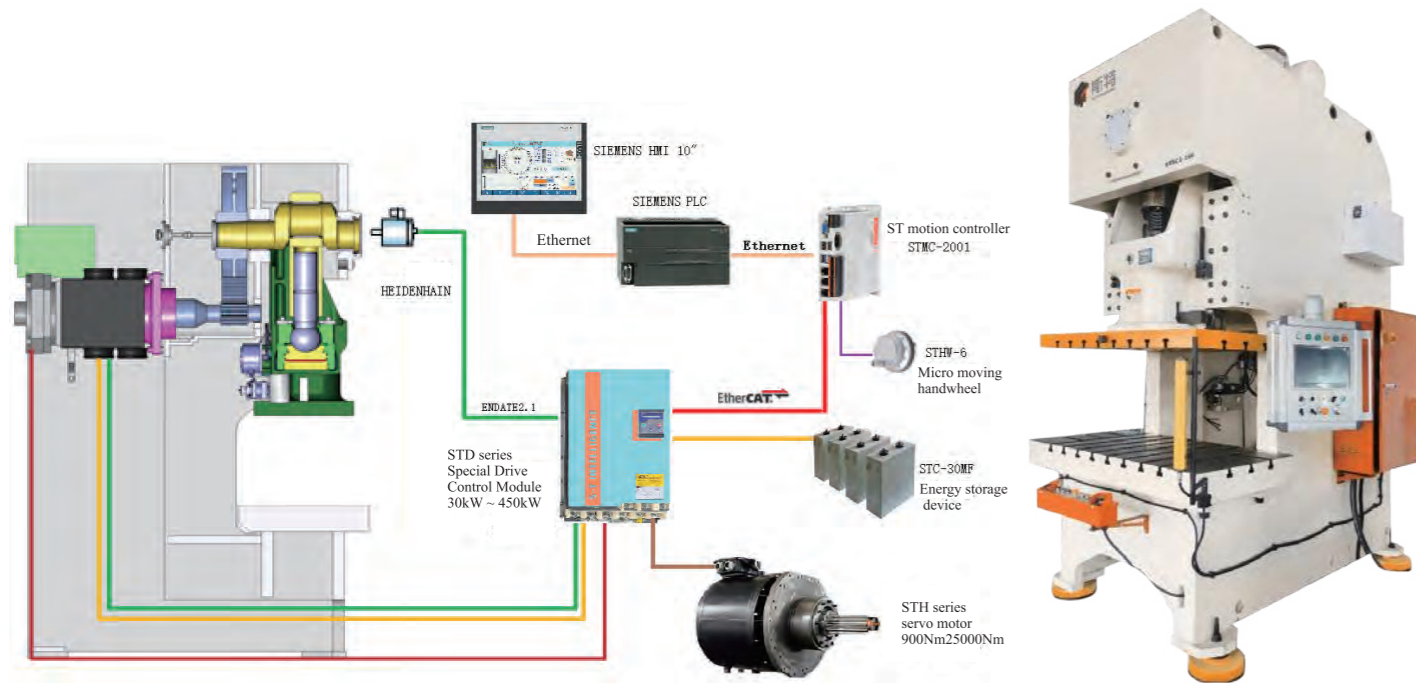 SIEMENS HMI 10″
SIEMENS PLC
Ethernet
Ethernet
ST motion controller
STMC-2001
HEIDENHAIN
STHW-6
Micro moving
handwheel
EtherCAT
ENDATE2.1
STD series
Special Drive
Control Module
30kW ~ 450kW
STC-30MF
Energy storage
device
STH series
servo motor
900Nm25000Nm